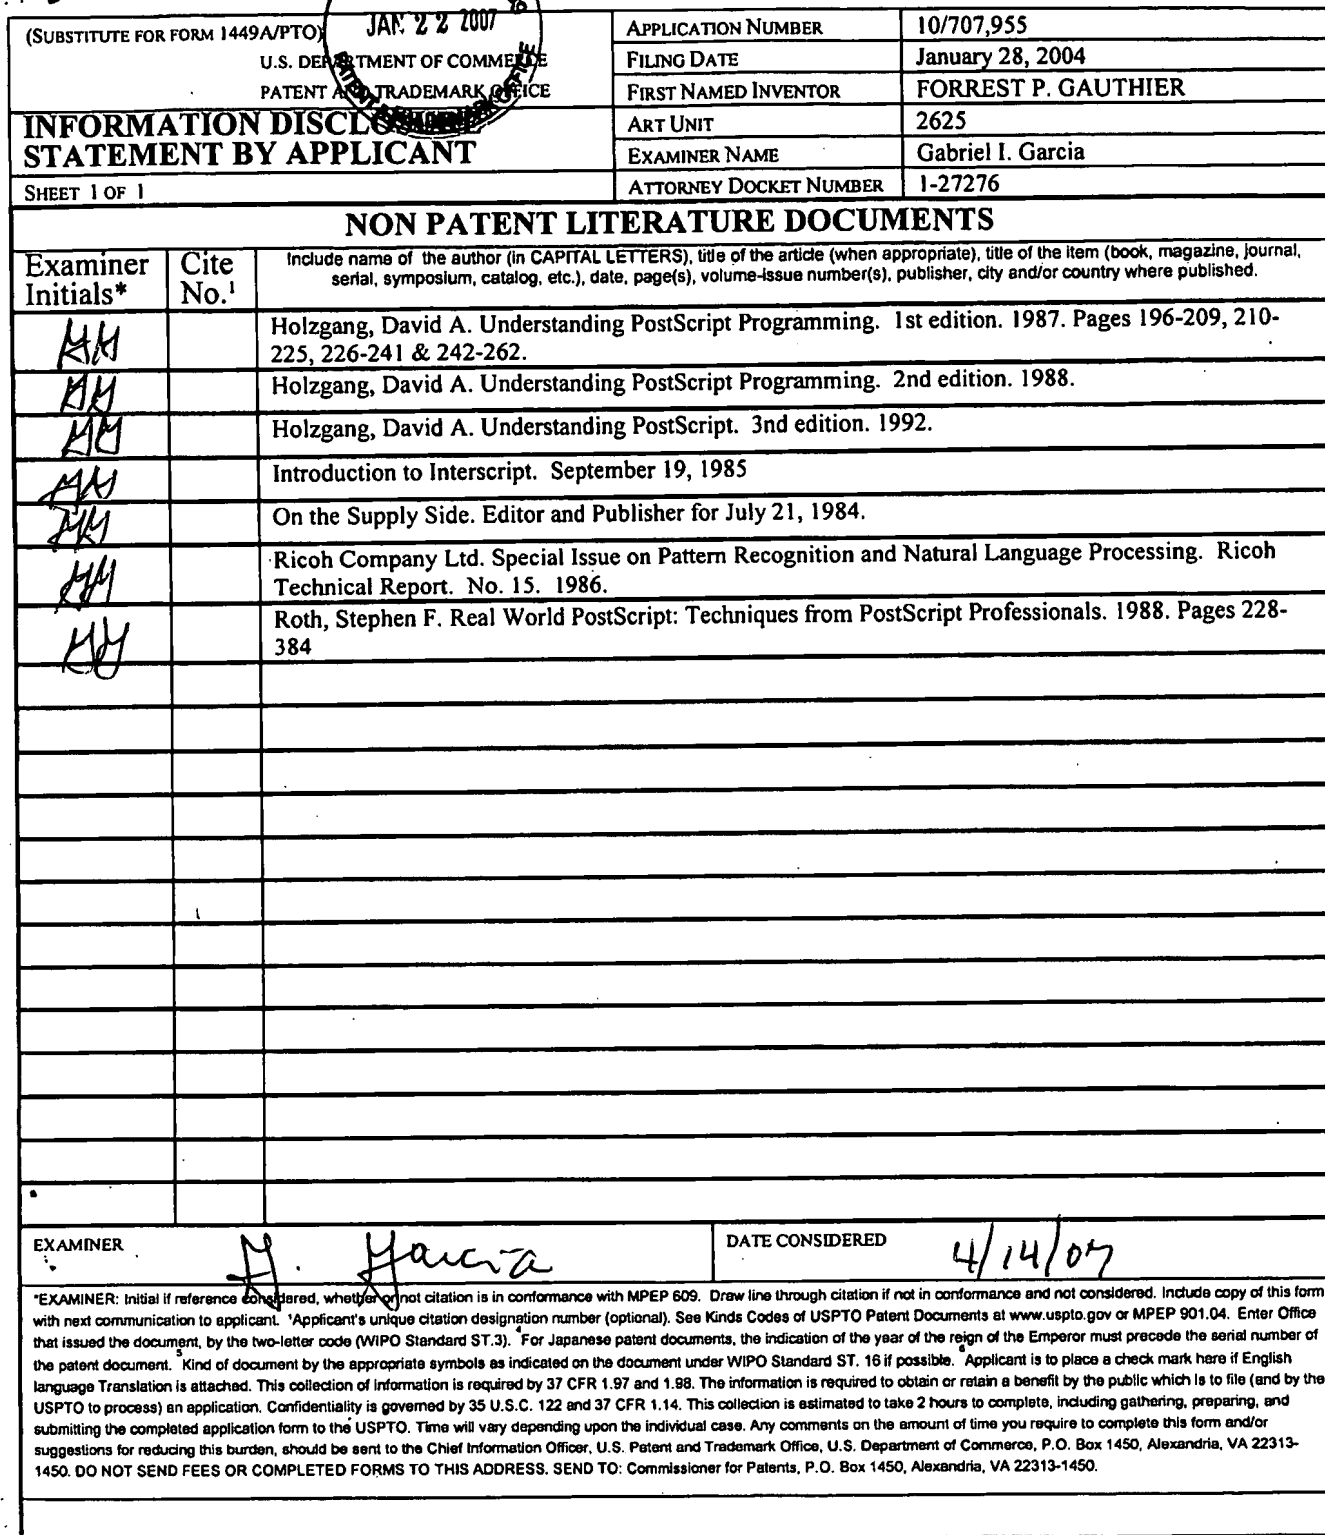 (SUBSTITUTE FOR FORM 1449A/PTO)
JAN 2 2 2007
U.S. DEPARTMENT OF COMMERCE
PATENT AND TRADEMARK OFFICE
INFORMATION DISCLOSURE
STATEMENT BY APPLICANT
SHEET 1 OF 1
APPLICATION NUMBER 10/707,955
FILING DATE January 28, 2004
FIRST NAMED INVENTOR FORREST P. GAUTHIER
ART UNIT 2625
EXAMINER NAME Gabriel I. Garcia
ATTORNEY DOCKET NUMBER 1-27276
NON PATENT LITERATURE DOCUMENTS
Examiner
Initials*
Cite
No.¹
Include name of the author (in CAPITAL LETTERS), title of the article (when appropriate), title of the item (book, magazine, journal,
serial, symposium, catalog, etc.), date, page(s), volume-issue number(s), publisher, city and/or country where published.
Holzgang, David A. Understanding PostScript Programming. 1st edition. 1987. Pages 196-209, 210-
225, 226-241 & 242-262.
Holzgang, David A. Understanding PostScript Programming. 2nd edition. 1988.
Holzgang, David A. Understanding PostScript. 3nd edition. 1992.
Introduction to Interscript. September 19, 1985
On the Supply Side. Editor and Publisher for July 21, 1984.
Ricoh Company Ltd. Special Issue on Pattern Recognition and Natural Language Processing. Ricoh
Technical Report. No. 15. 1986.
Roth, Stephen F. Real World PostScript: Techniques from PostScript Professionals. 1988. Pages 228-
384
EXAMINER G. Garcia
DATE CONSIDERED 4/14/07
*EXAMINER: Initial if reference considered, whether or not citation is in conformance with MPEP 609. Draw line through citation if not in conformance and not considered. Include copy of this form
with next communication to applicant. ¹Applicant's unique citation designation number (optional). See Kinds Codes of USPTO Patent Documents at www.uspto.gov or MPEP 901.04. Enter Office
that issued the document, by the two-letter code (WIPO Standard ST.3). ⁴For Japanese patent documents, the indication of the year of the reign of the Emperor must precede the serial number of
the patent document. ⁵Kind of document by the appropriate symbols as indicated on the document under WIPO Standard ST. 16 if possible. ⁶Applicant is to place a check mark here if English
language Translation is attached. This collection of information is required by 37 CFR 1.97 and 1.98. The information is required to obtain or retain a benefit by the public which is to file (and by the
USPTO to process) an application. Confidentiality is governed by 35 U.S.C. 122 and 37 CFR 1.14. This collection is estimated to take 2 hours to complete, including gathering, preparing, and
submitting the completed application form to the USPTO. Time will vary depending upon the individual case. Any comments on the amount of time you require to complete this form and/or
suggestions for reducing this burden, should be sent to the Chief Information Officer, U.S. Patent and Trademark Office, U.S. Department of Commerce, P.O. Box 1450, Alexandria, VA 22313-
1450. DO NOT SEND FEES OR COMPLETED FORMS TO THIS ADDRESS. SEND TO: Commissioner for Patents, P.O. Box 1450, Alexandria, VA 22313-1450.